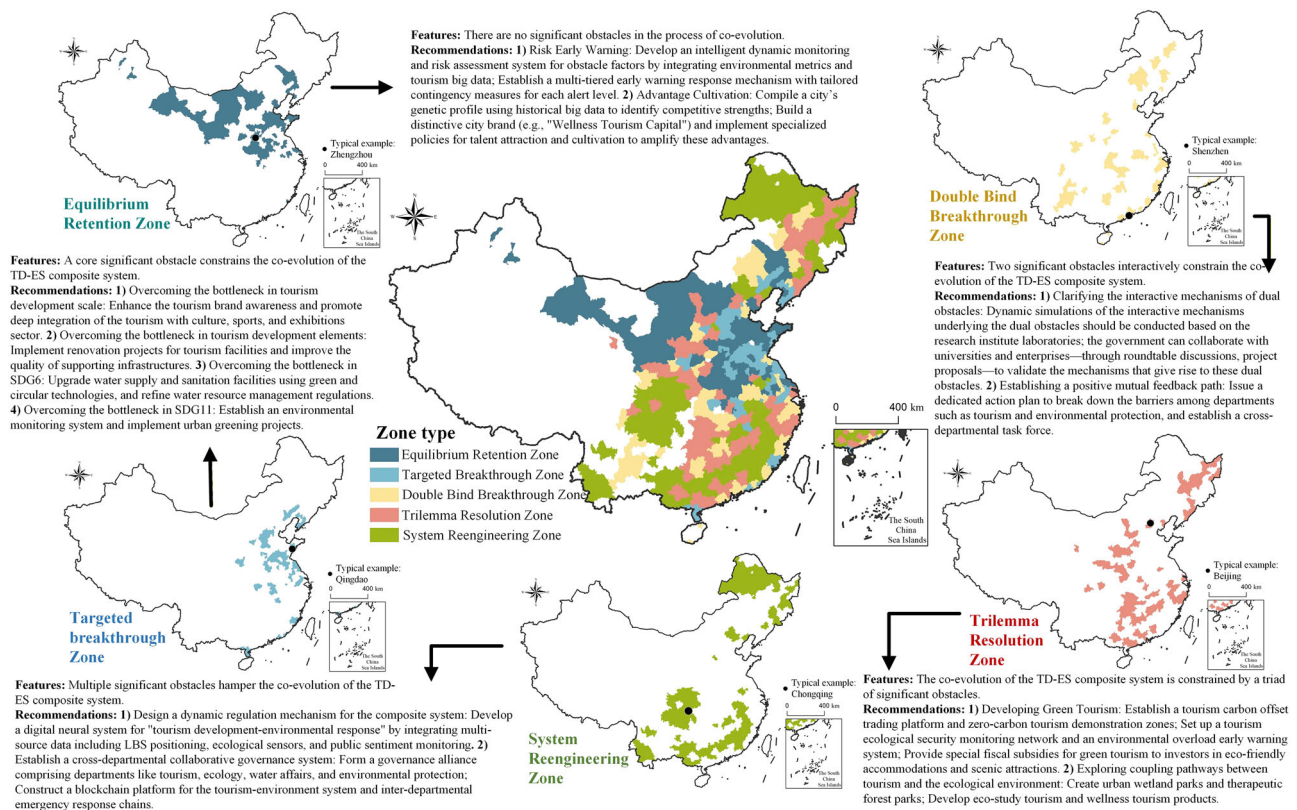 Features: There are no significant obstacles in the process of co-evolution.
Recommendations: 1) Risk Early Warning: Develop an intelligent dynamic monitoring
and risk assessment system for obstacle factors by integrating environmental metrics
and tourism big data; Establish a multi-tiered early warning response mechanism with tailored
contingency measures for each alert level. 2) Advantage Cultivation: Compile a city's
genetic profile using historical big data to identify competitive strengths; Build a
distinctive city brand (e.g., "Wellness Tourism Capital") and implement specialized
policies for talent attraction and cultivation to amplify these advantages.
Typical example:
Zhengzhou
0 400 km
The South
China
Sea Islands
Equilibrium
Retention Zone
Typical example:
Shenzhen
0 400 km
The South
China
Sea Islands
Double Bind
Breakthrough
Zone
Features: A core significant obstacle constrains the co-evolution of the
TD-ES composite system.
Recommendations: 1) Overcoming the bottleneck in tourism
development scale: Enhance the tourism brand awareness and promote
deep integration of the tourism with culture, sports, and exhibitions
sector. 2) Overcoming the bottleneck in tourism development elements:
Implement renovation projects for tourism facilities and improve the
quality of supporting infrastructures. 3) Overcoming the bottleneck in
SDG6: Upgrade water supply and sanitation facilities using green and
circular technologies, and refine water resource management regulations.
4) Overcoming the bottleneck in SDG11: Establish an environmental
monitoring system and implement urban greening projects.
N
W
E
S
0 400 km
The South
China
Sea Islands
Zone type
Equilibrium Retention Zone
Targeted Breakthrough Zone
Double Bind Breakthrough Zone
Trilemma Resolution Zone
System Reengineering Zone
Features: Two significant obstacles interactively constrain the co-
evolution of the TD-ES composite system.
Recommendations: 1) Clarifying the interactive mechanisms of dual
obstacles: Dynamic simulations of the interactive mechanisms
underlying the dual obstacles should be conducted based on the
research institute laboratories; the government can collaborate with
universities and enterprises—through roundtable discussions, project
proposals—to validate the mechanisms that give rise to these dual
obstacles. 2) Establishing a positive mutual feedback path: Issue a
dedicated action plan to break down the barriers among departments
such as tourism and environmental protection, and establish a cross-
departmental task force.
Typical example:
Qingdao
0 400 km
The South
China
Sea Islands
Targeted
breakthrough
Zone
Typical example:
Chongqing
0 400 km
The South
China
Sea Islands
System
Reengineering
Zone
Typical example:
Beijing
0 400 km
The South
China
Sea Islands
Trilemma
Resolution
Zone
Features: Multiple significant obstacles hamper the co-evolution of the TD-
ES composite system.
Recommendations: 1) Design a dynamic regulation mechanism for the composite system: Develop
a digital neural system for "tourism development-environmental response" by integrating multi-
source data including LBS positioning, ecological sensors, and public sentiment monitoring. 2)
Establish a cross-departmental collaborative governance system: Form a governance alliance
comprising departments like tourism, ecology, water affairs, and environmental protection;
Construct a blockchain platform for the tourism-environment system and inter-departmental
emergency response chains.
Features: The co-evolution of the TD-ES composite system is constrained by a triad
of significant obstacles.
Recommendations: 1) Developing Green Tourism: Establish a tourism carbon offset
trading platform and zero-carbon tourism demonstration zones; Set up a tourism
ecological security monitoring network and an environmental overload early warning
system; Provide special fiscal subsidies for green tourism to investors in eco-friendly
accommodations and scenic attractions. 2) Exploring coupling pathways between
tourism and the ecological environment: Create urban wetland parks and therapeutic
forest parks; Develop eco-study tourism and wellness tourism products.